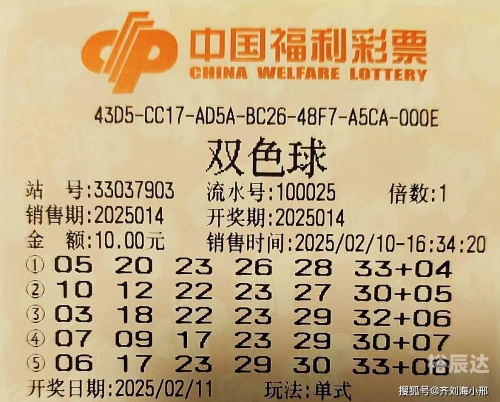 中国福利彩票
CHINA WELFARE LOTTERY
43D5-CC17-AD5A-BC26-48F7-A5CA-000E
双色球
站 号:33037903 流水号:100025 倍数:1
销售期:2025014 开奖期:2025014
金 额:10.00元 销售时间:2025/02/10-16:34:20
① 05 20 23 26 28 33+04
② 10 12 22 23 27 30+05
③ 03 18 22 23 29 32+06
④ 07 09 17 23 29 30+07
⑤ 06 17 23 29 30 33+08
裕辰达
开奖日期:2025/02/11 玩法:单式
搜狐号@齐刘海小邢